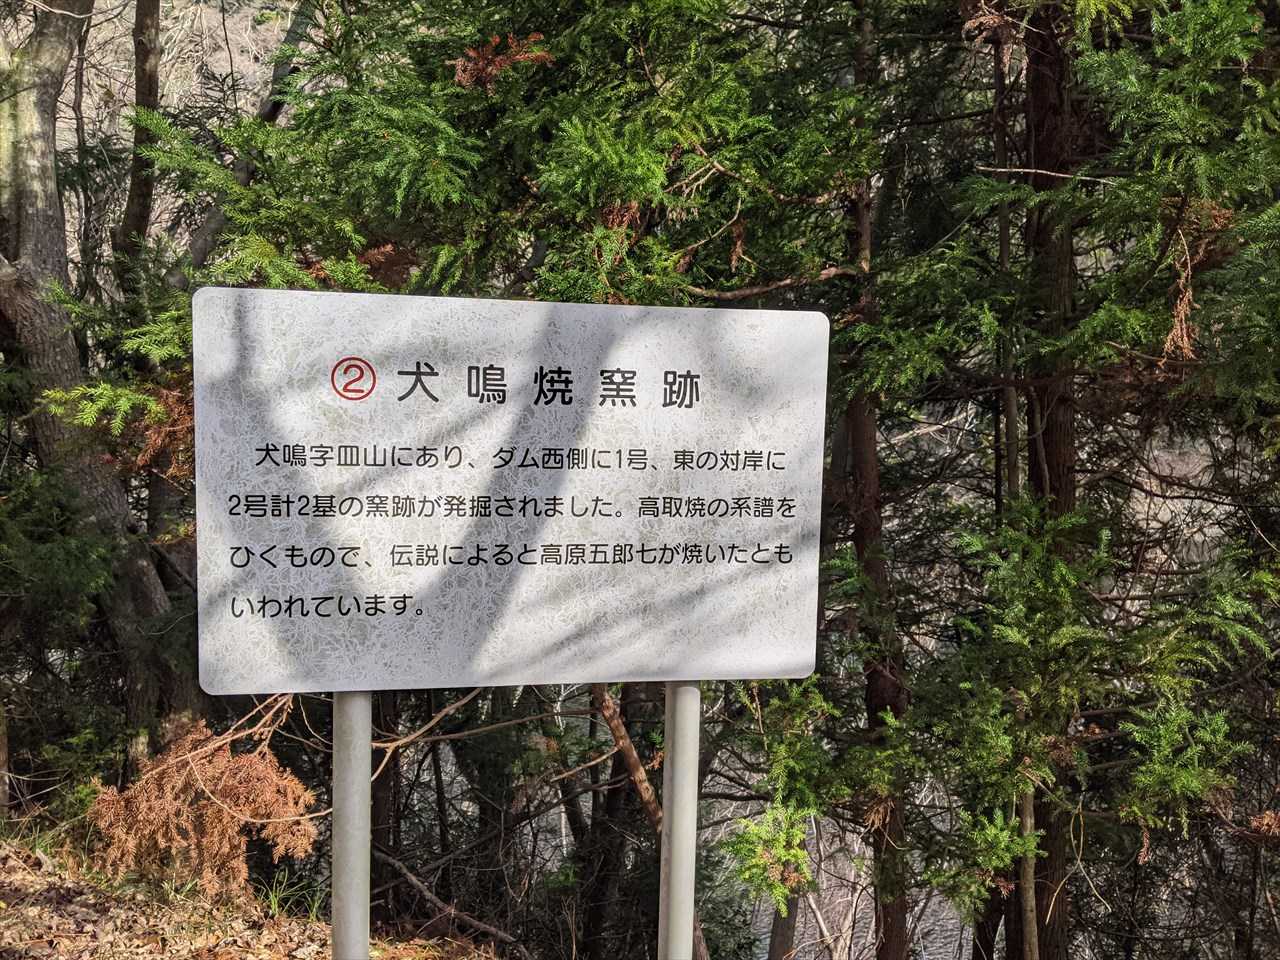 ② 犬鳴焼窯跡
犬鳴字皿山にあり、ダム西側に1号、東の対岸に
2号計2基の窯跡が発掘されました。高取焼の系譜を
ひくもので、伝説によると高原五郎七が焼いたとも
いわれています。